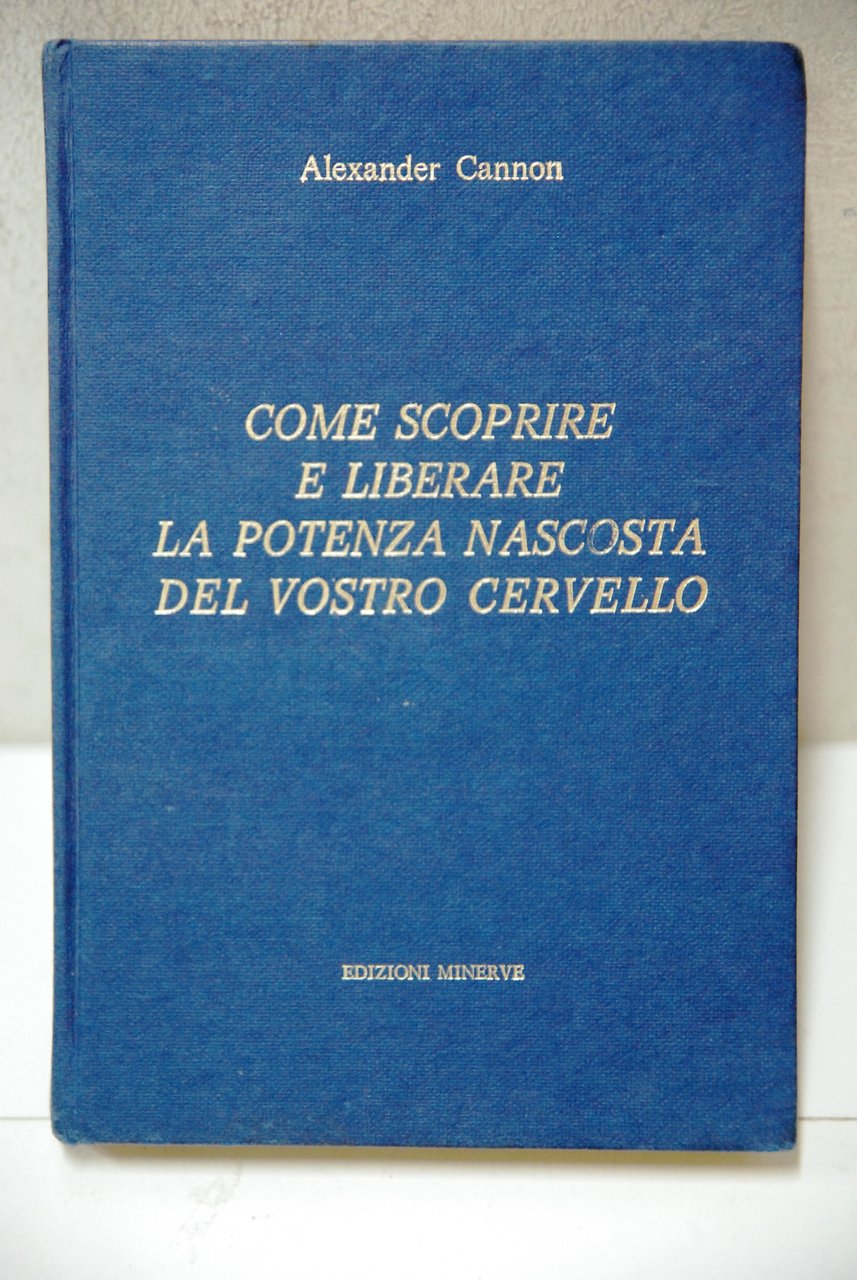 Alexander Cannon
COME SCOPRIRE
E LIBERARE
LA POTENZA NASCOSTA
DEL VOSTRO CERVELLO
EDIZIONI MINERVE